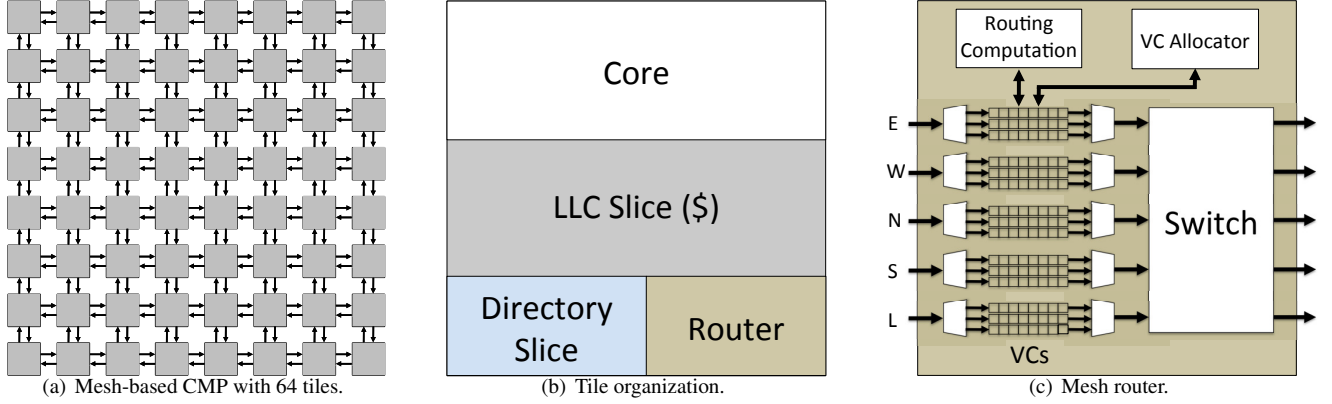 Core
LLC Slice ($)
Directory
Slice
Router
Routing
Computation
VC Allocator
E
W
N
S
L
Switch
VCs
(a) Mesh-based CMP with 64 tiles.
(b) Tile organization.
(c) Mesh router.